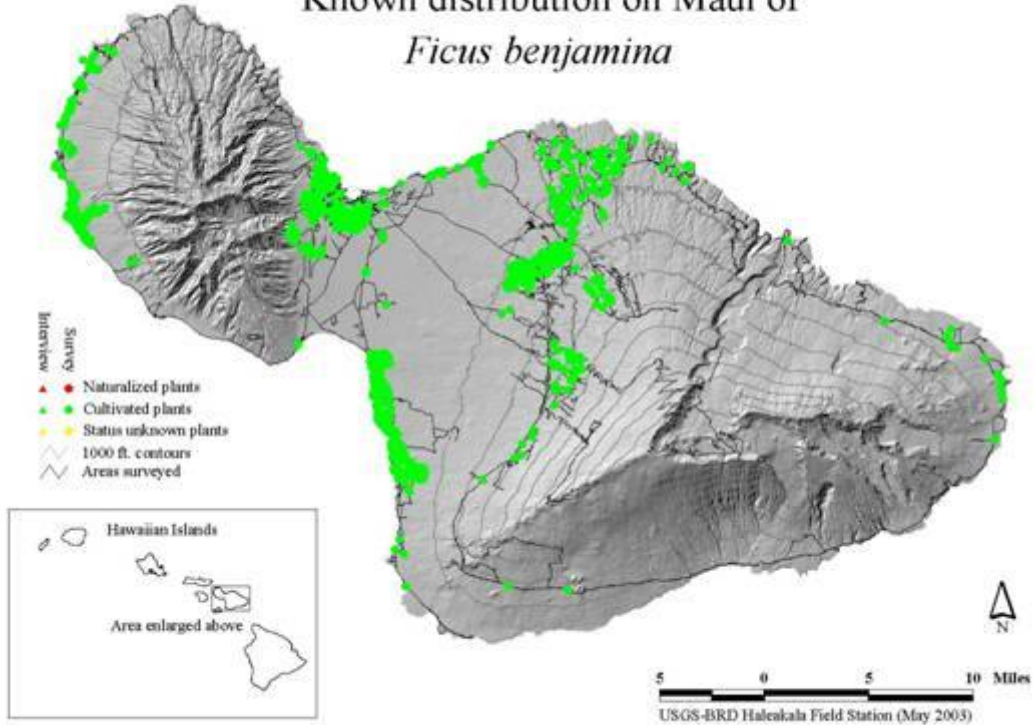 Known distribution on Maui of
Ficus benjamina
Interview
Survey
Naturalized plants
Cultivated plants
Status unknown plants
1000 ft. contours
Areas surveyed
Hawaiian Islands
Area enlarged above
N
5 0 5 10 Miles
USGS-BRD Haleakala Field Station (May 2003)